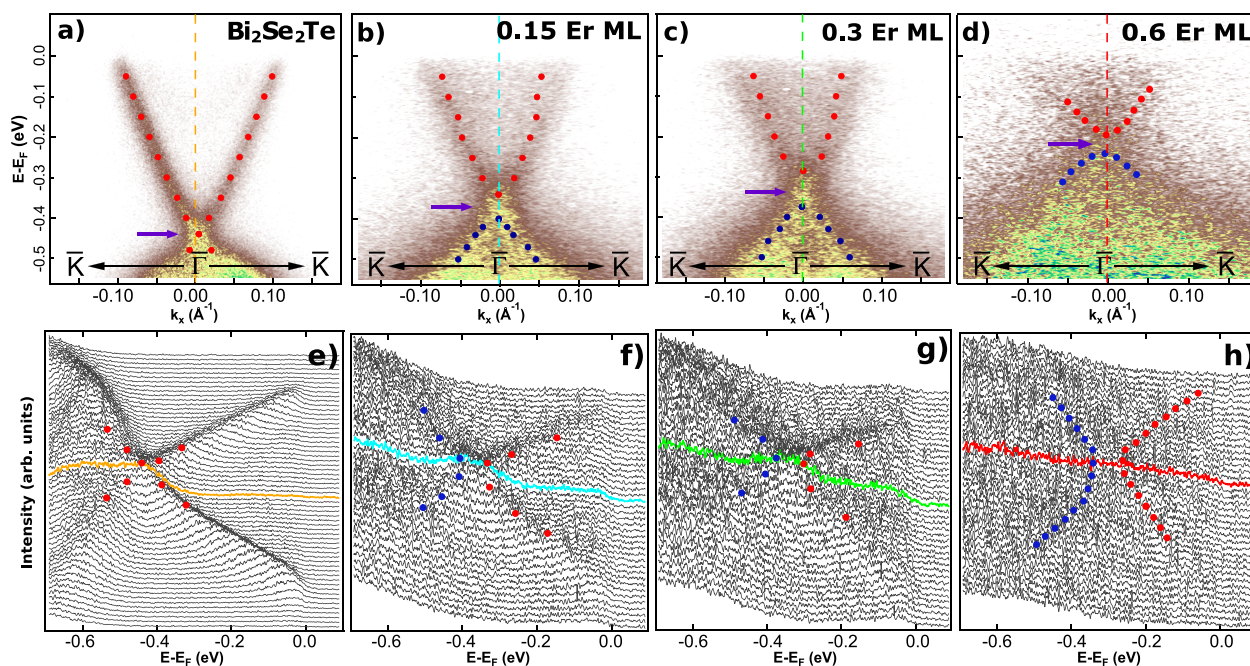 a) Bi₂Se₂Te
b) 0.15 Er ML
c) 0.3 Er ML
d) 0.6 Er ML
E-E_F (eV)
0.0
-0.1
-0.2
-0.3
-0.4
-0.5
K̅ Γ̅ K̅
K̅ Γ̅ K̅
K̅ Γ̅ K̅
K̅ Γ̅ K̅
-0.10 0.00 0.10
-0.10 0.00 0.10
-0.10 0.00 0.10
-0.10 0.00 0.10
kₓ (Å⁻¹)
kₓ (Å⁻¹)
kₓ (Å⁻¹)
kₓ (Å⁻¹)
e)
f)
g)
h)
Intensity (arb. units)
-0.6 -0.4 -0.2 0.0
-0.6 -0.4 -0.2 0.0
-0.6 -0.4 -0.2 0.0
-0.6 -0.4 -0.2 0.0
E-E_F (eV)
E-E_F (eV)
E-E_F (eV)
E-E_F (eV)